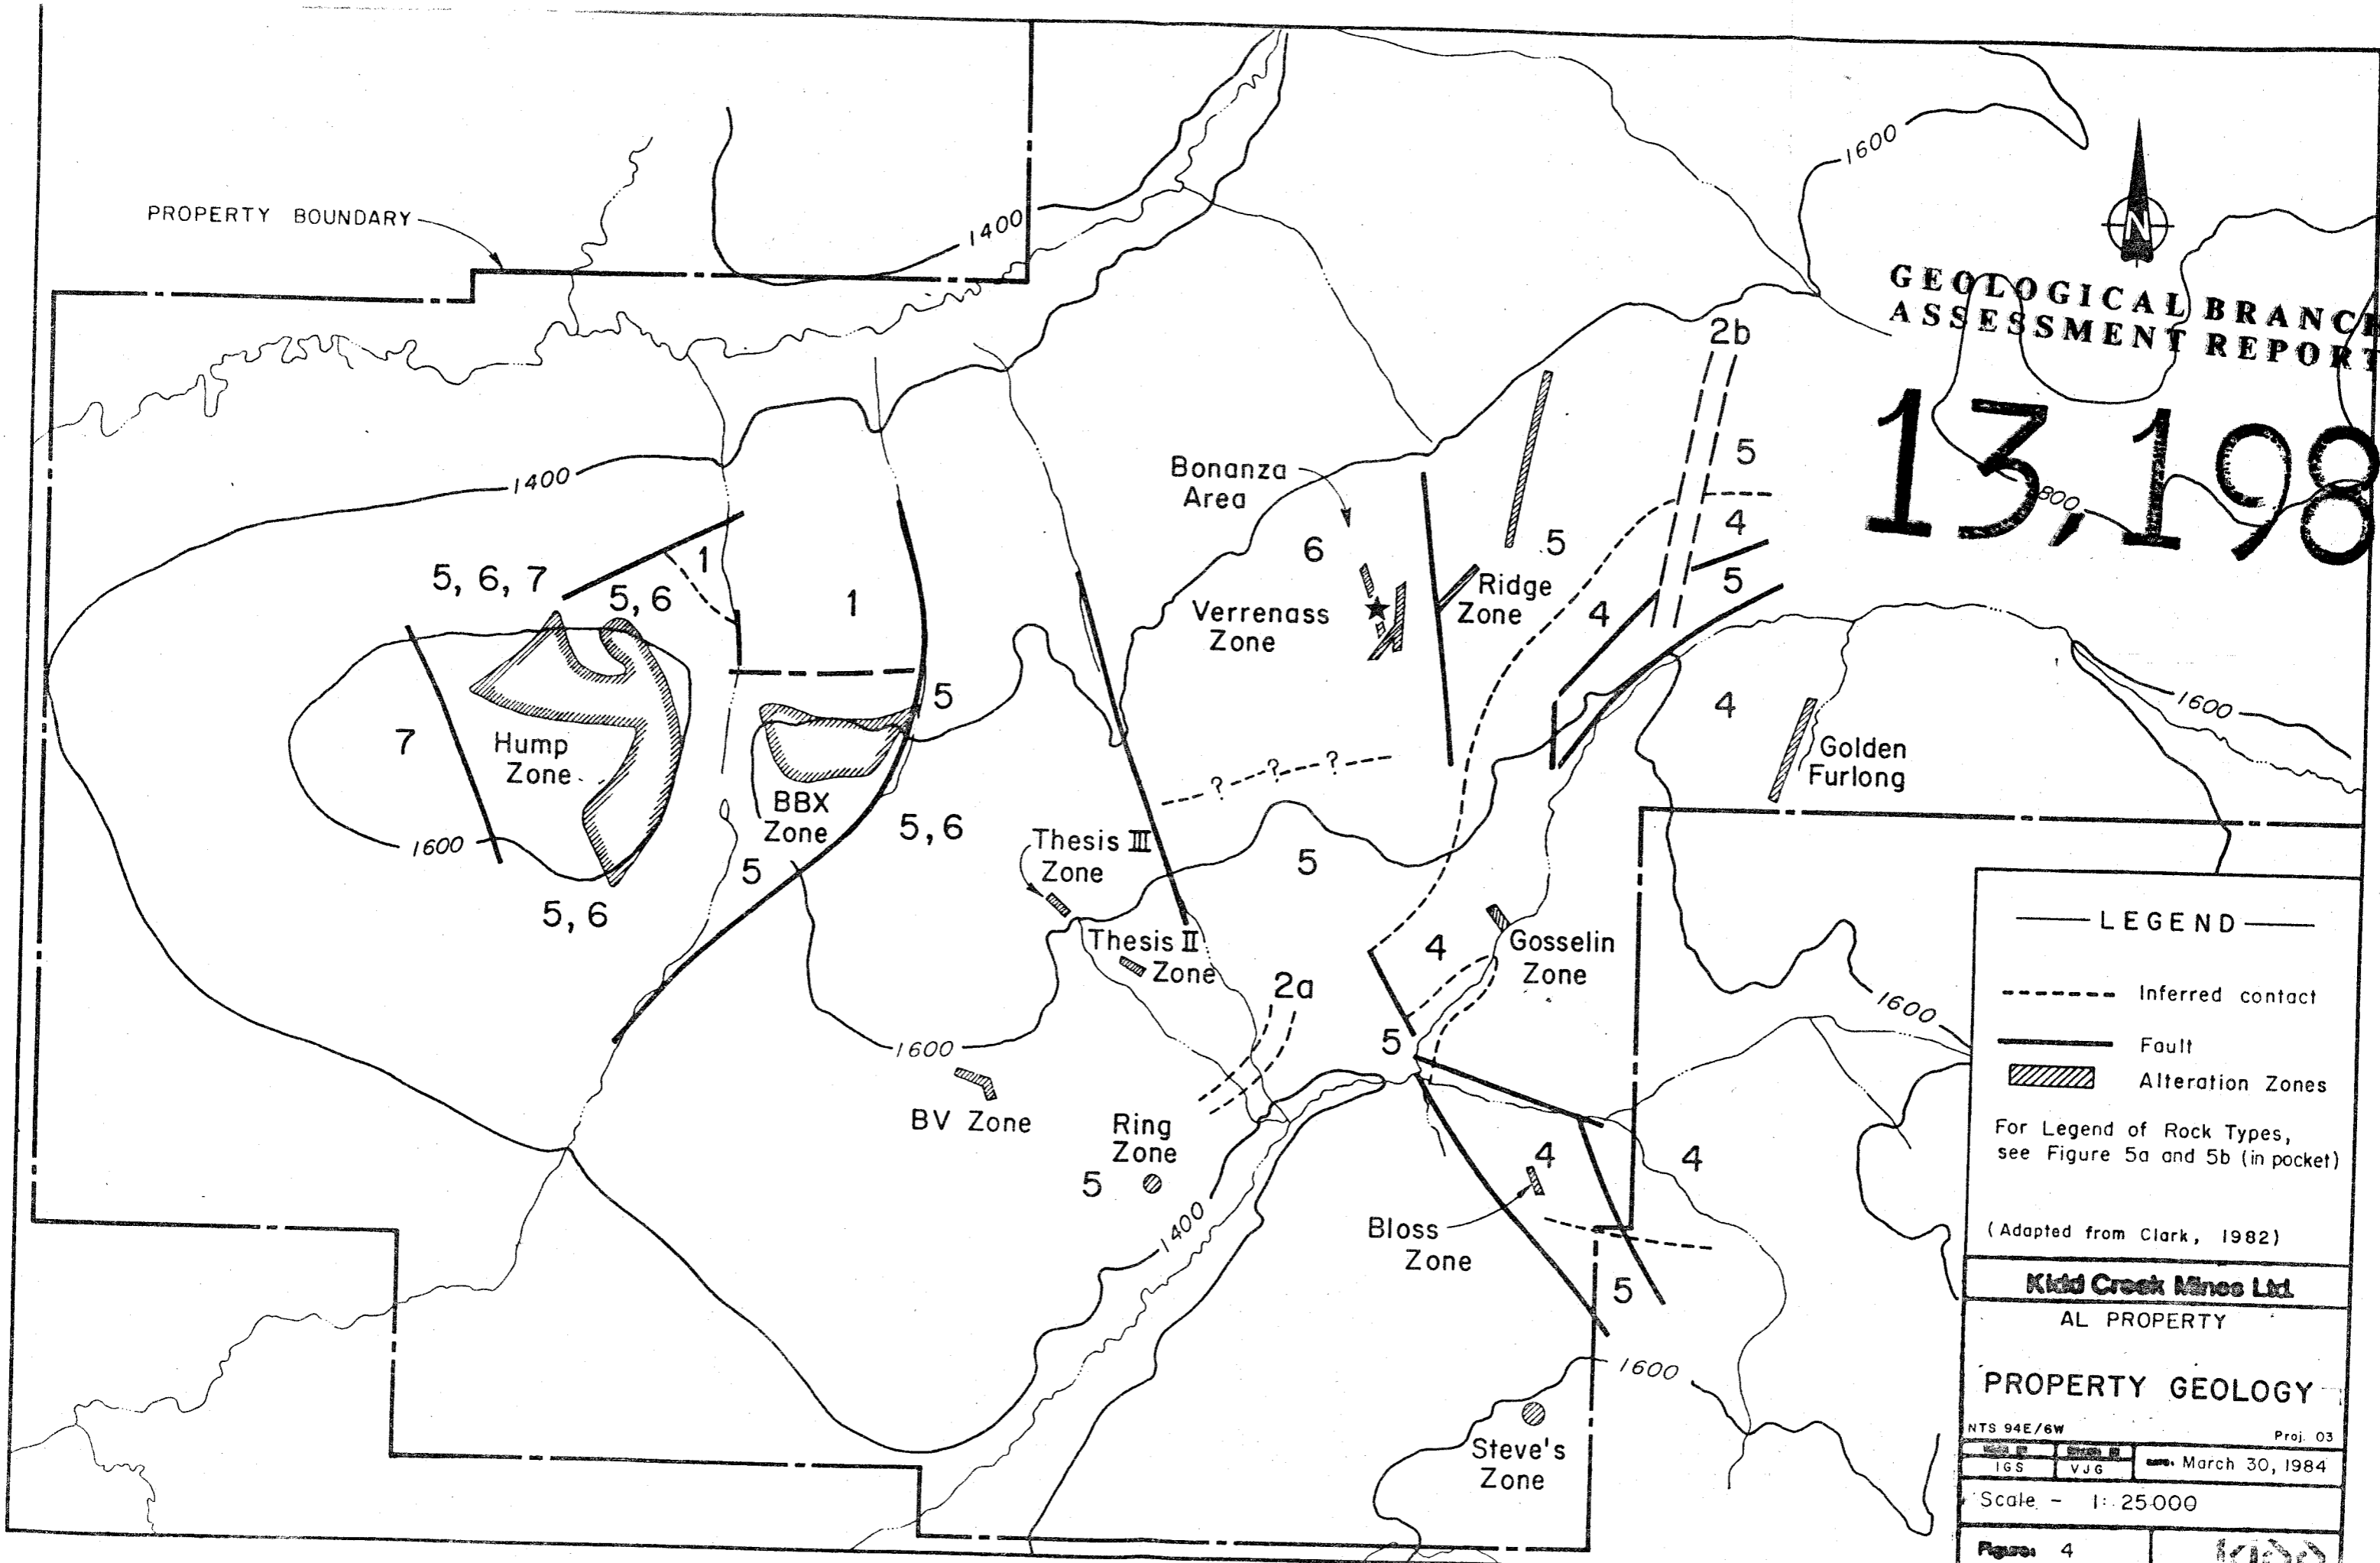 PROPERTY BOUNDARY
1400
1600
N
GEOLOGICAL BRANCH
ASSESSMENT REPORT
13,198
800
2b
5
4
5
1400
Bonanza
Area
6
5
Verrenass
Zone
Ridge
Zone
4
5, 6, 7
5, 6
1
1
5
4
1600
7
Hump
Zone
BBX
Zone
5, 6
Golden
Furlong
? ? ?
1600
5
Thesis III
Zone
5
5, 6
Thesis II
Zone
4
Gosselin
Zone
2a
1600
5
1600
BV Zone
Ring
Zone
5
1400
4
4
Bloss
Zone
5
1600
Steve's
Zone
LEGEND
Inferred contact
Fault
Alteration Zones
For Legend of Rock Types,
see Figure 5a and 5b (in pocket)
(Adapted from Clark, 1982)
Kidd Creek Mines Ltd.
AL PROPERTY
PROPERTY GEOLOGY
NTS 94E/6W
Proj. 03
IGS
VJG
March 30, 1984
Scale - 1:25000
Figure: 4